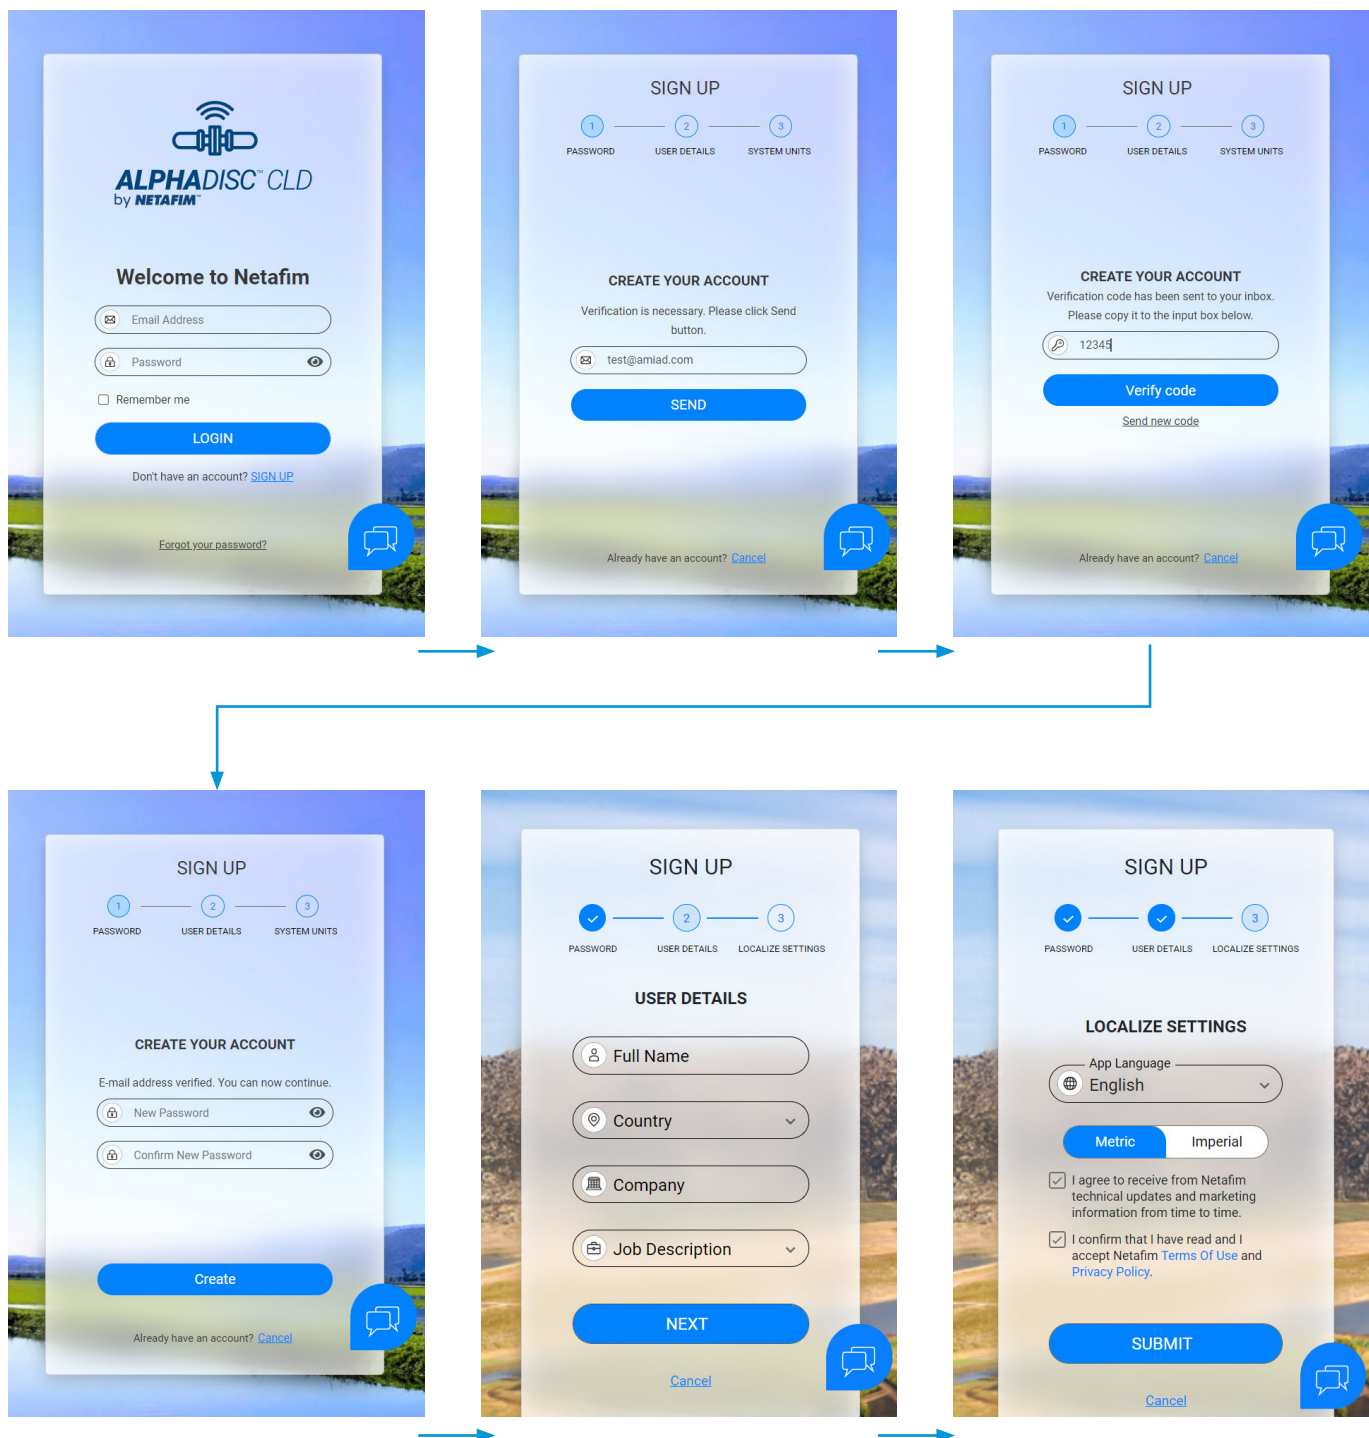 ALPHADISC™ CLD
by NETAFIM™
Welcome to Netafim
Email Address
Password
Remember me
LOGIN
Don't have an account? SIGN UP
Forgot your password?
SIGN UP
1 2 3
PASSWORD USER DETAILS SYSTEM UNITS
CREATE YOUR ACCOUNT
Verification is necessary. Please click Send
button.
test@amiad.com
SEND
Already have an account? Cancel
SIGN UP
1 2 3
PASSWORD USER DETAILS SYSTEM UNITS
CREATE YOUR ACCOUNT
Verification code has been sent to your inbox.
Please copy it to the input box below.
12345
Verify code
Send new code
Already have an account? Cancel
SIGN UP
1 2 3
PASSWORD USER DETAILS SYSTEM UNITS
CREATE YOUR ACCOUNT
E-mail address verified. You can now continue.
New Password
Confirm New Password
Create
Already have an account? Cancel
SIGN UP
2 3
PASSWORD USER DETAILS LOCALIZE SETTINGS
USER DETAILS
Full Name
Country
Company
Job Description
NEXT
Cancel
SIGN UP
3
PASSWORD USER DETAILS LOCALIZE SETTINGS
LOCALIZE SETTINGS
App Language
English
Metric Imperial
I agree to receive from Netafim
technical updates and marketing
information from time to time.
I confirm that I have read and I
accept Netafim Terms Of Use and
Privacy Policy.
SUBMIT
Cancel